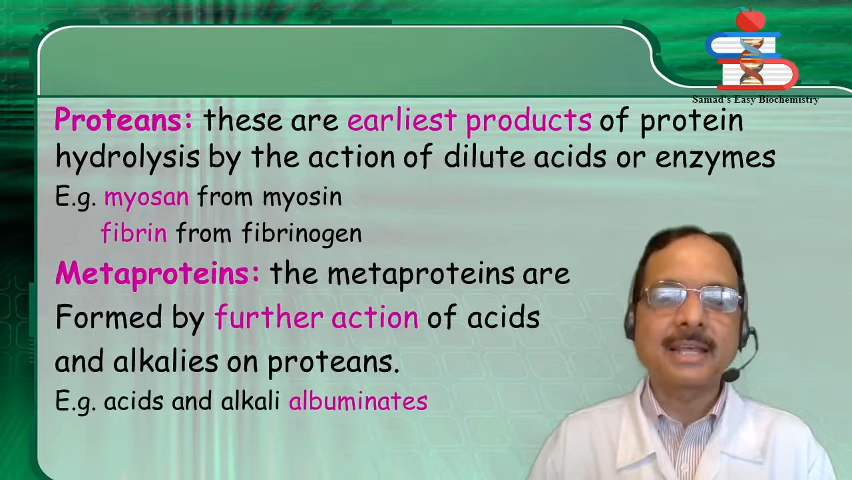 Samad's Easy Biochemistry
Proteans: these are earliest products of protein
hydrolysis by the action of dilute acids or enzymes
E.g. myosan from myosin
fibrin from fibrinogen
Metaproteins: the metaproteins are
Formed by further action of acids
and alkalies on proteans.
E.g. acids and alkali albuminates